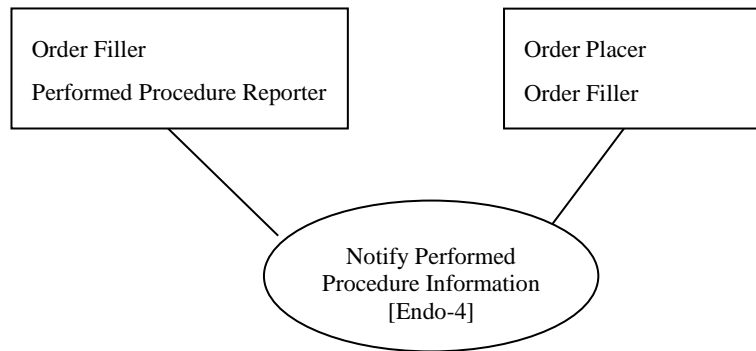 Order Filler
Performed Procedure Reporter
Order Placer
Order Filler
Notify Performed
Procedure Information
[Endo-4]